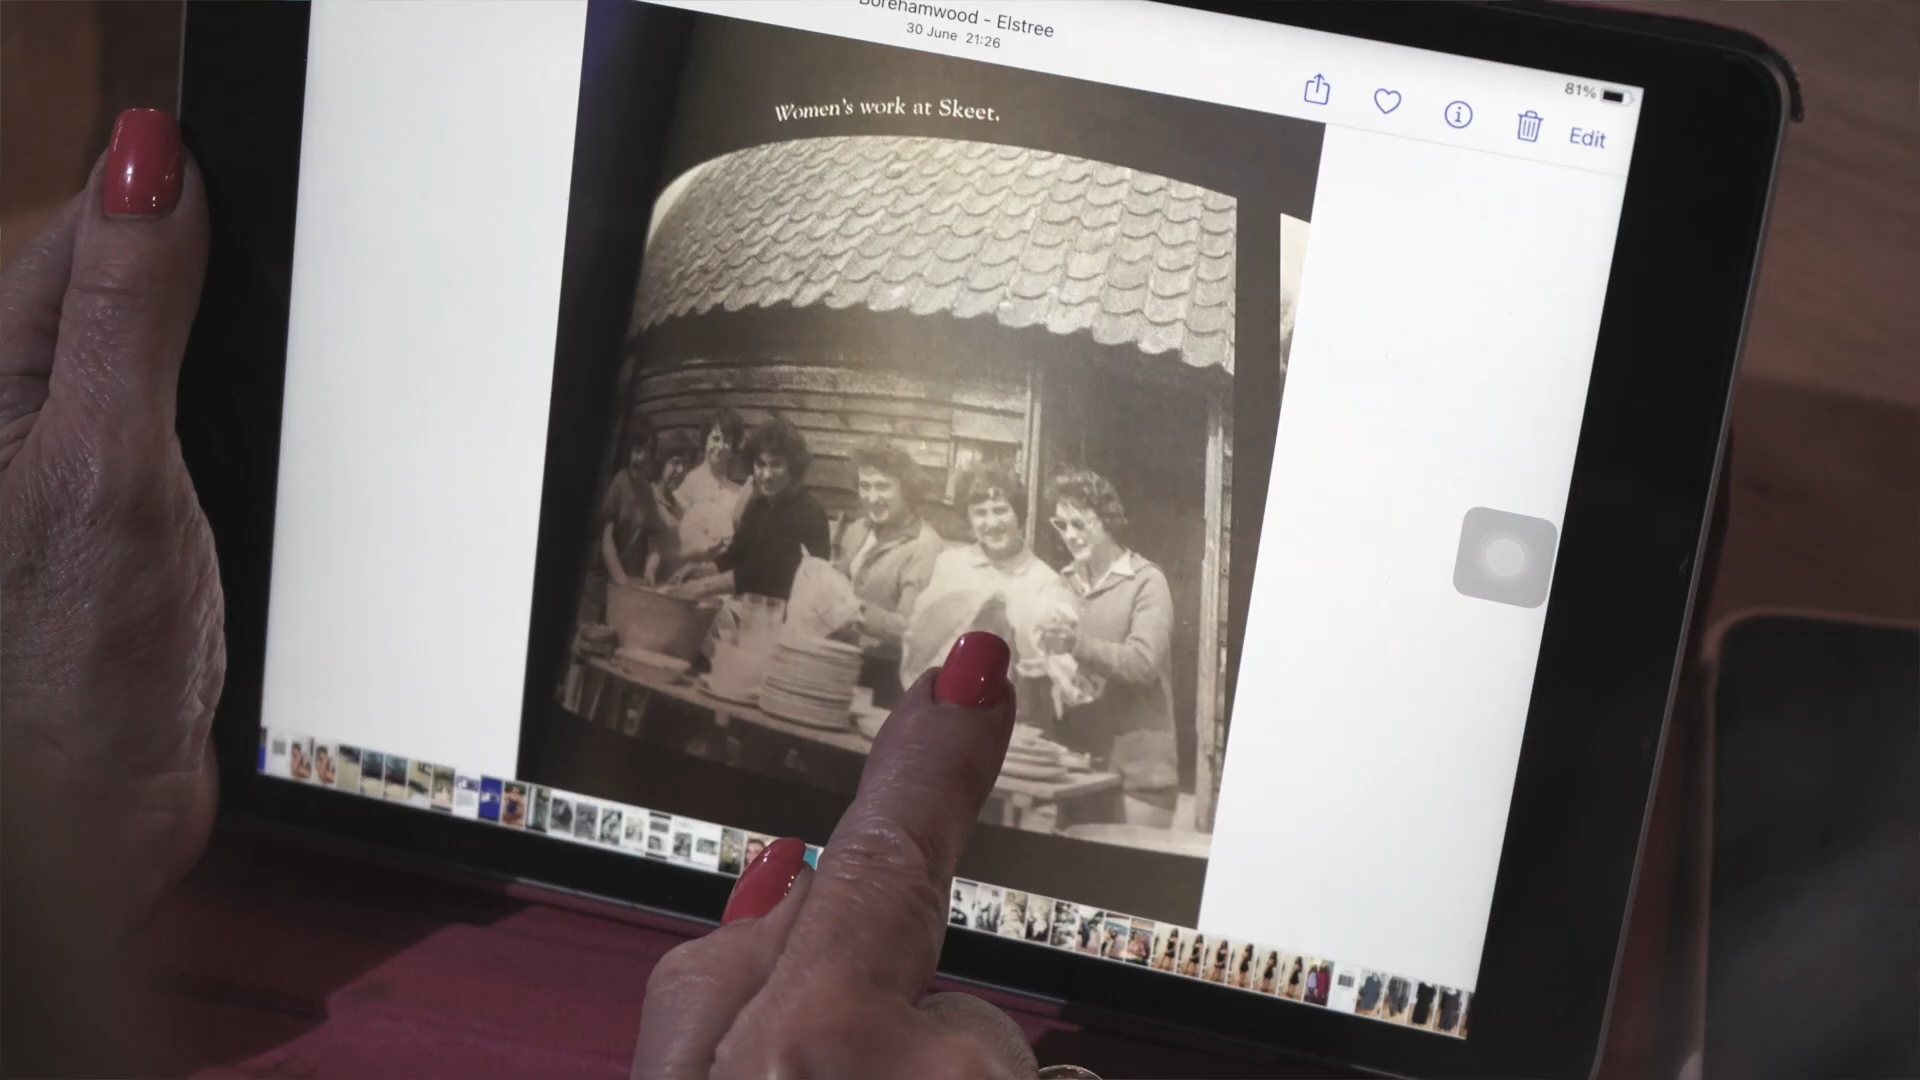 Borehamwood - Elstree
30 June 21:26
81%
Edit
Women's work at Skeet.